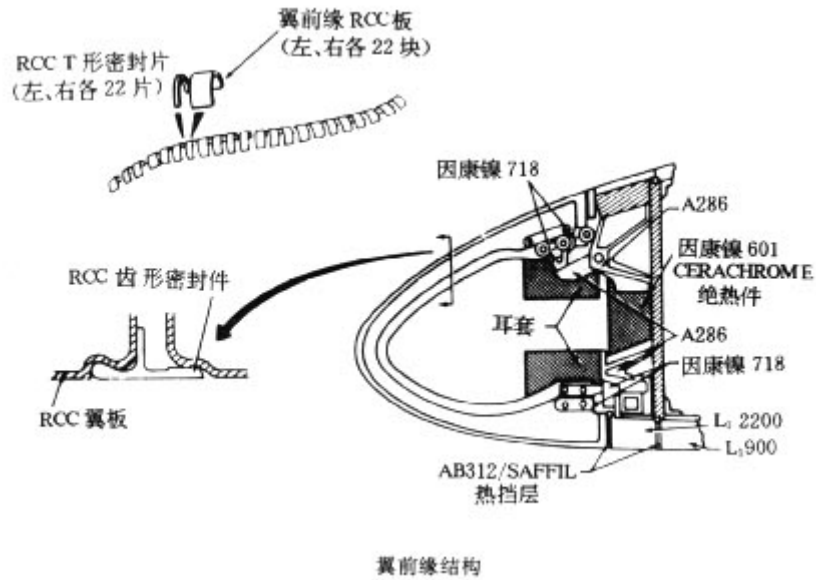 翼前缘 RCC 板
(左、右各 22 块)
RCC T 形密封片
(左、右各 22 片)
因康镍 718
A286
因康镍 601
CERACHROME
绝热件
RCC 齿形密封件
耳套
A286
因康镍 718
RCC 翼板
L₁ 2200
L₁900
AB312/SAFFIL
热挡层
翼前缘结构